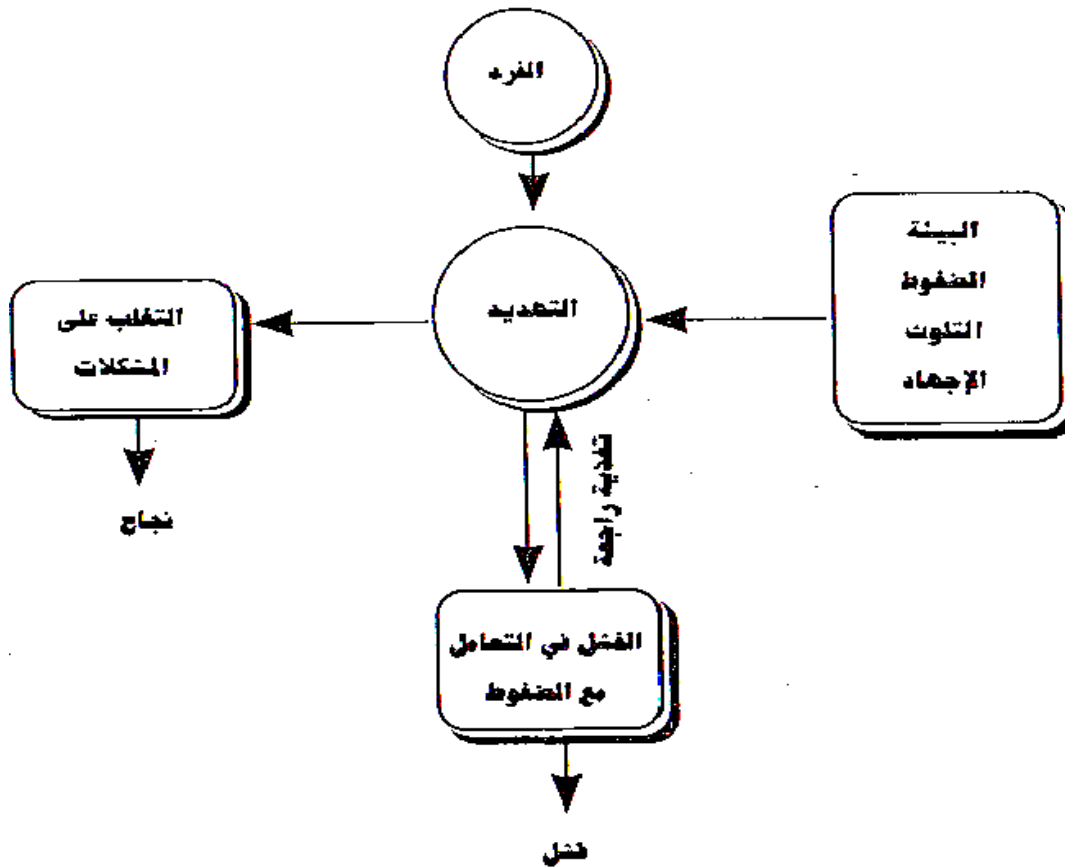 الفرد
البيئة
الضغوط
التلوث
الإجهاد
التهديد
التغلب على
المشكلات
نجاح
تغذية راجعة
الفشل في التعامل
مع الضغوط
فشل